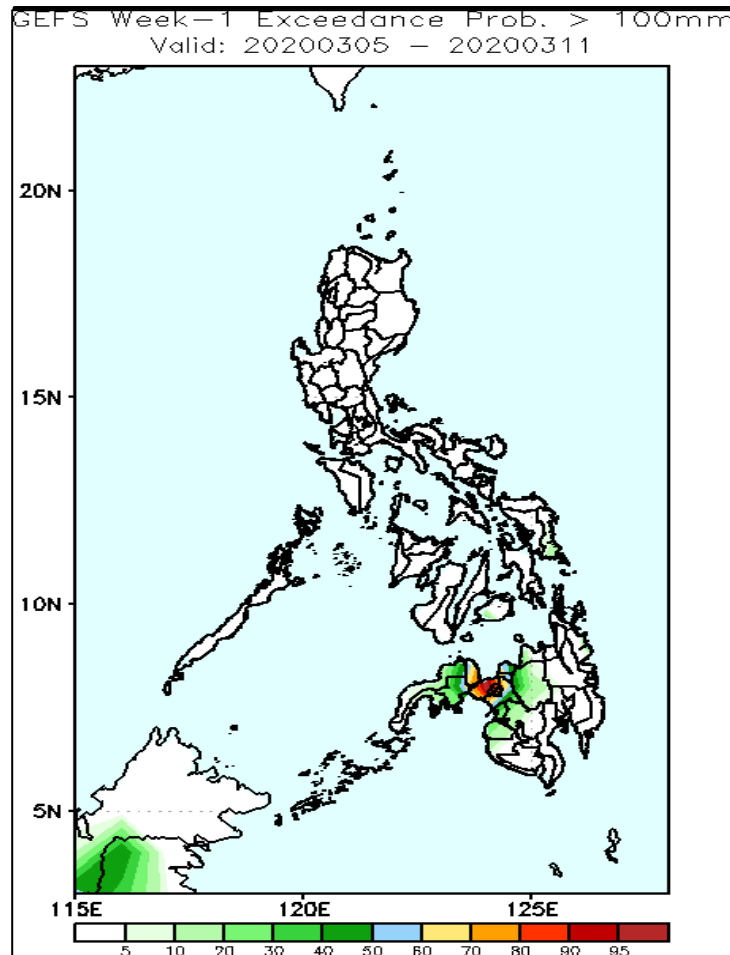 GEFS Week-1 Exceedance Prob. > 100mm
Valid: 20200305 - 20200311
20N
15N
10N
5N
115E 120E 125E
5 10 20 30 40 50 60 70 80 90 95